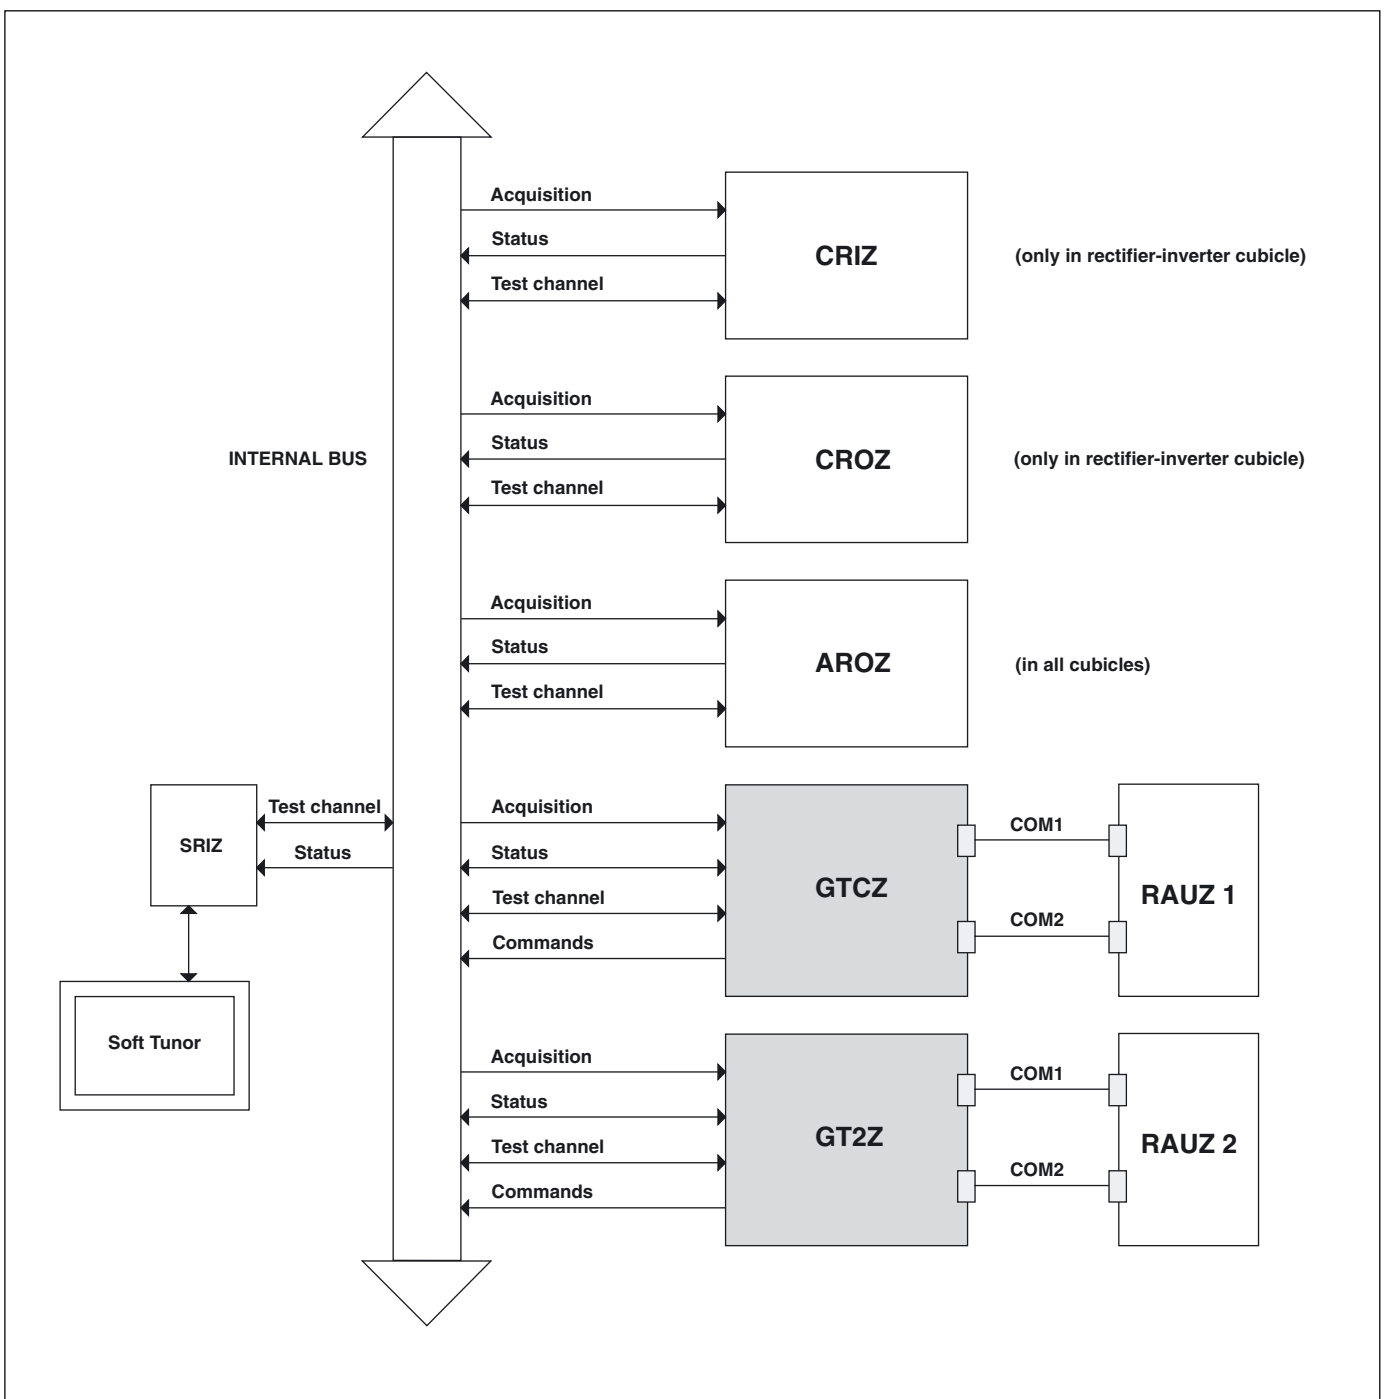 Acquisition
Status
CRIZ
(only in rectifier-inverter cubicle)
Test channel
Acquisition
Status
INTERNAL BUS
CROZ
(only in rectifier-inverter cubicle)
Test channel
Acquisition
Status
AROZ
(in all cubicles)
Test channel
Test channel
Acquisition
COM1
SRIZ
Status
Status
GTCZ
RAUZ 1
Test channel
COM2
Commands
Soft Tunor
Acquisition
COM1
Status
GT2Z
RAUZ 2
Test channel
COM2
Commands